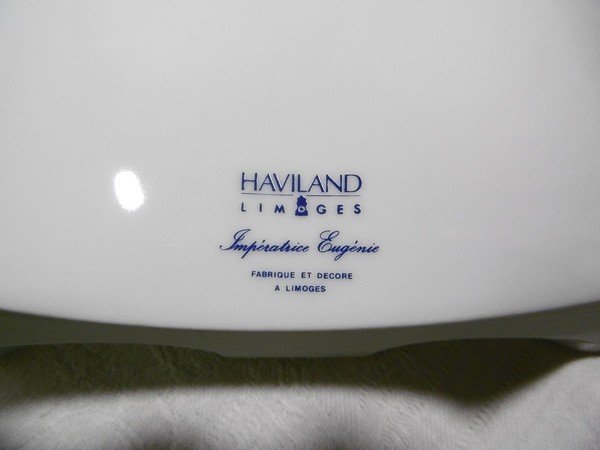 HAVILAND
LIMOGES
Impératrice Eugénie
FABRIQUE ET DECORE
A LIMOGES